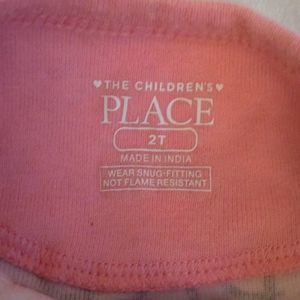 ♥THE CHILDREN'S♥
PLACE
2T
MADE IN INDIA
WEAR SNUG-FITTING
NOT FLAME RESISTANT